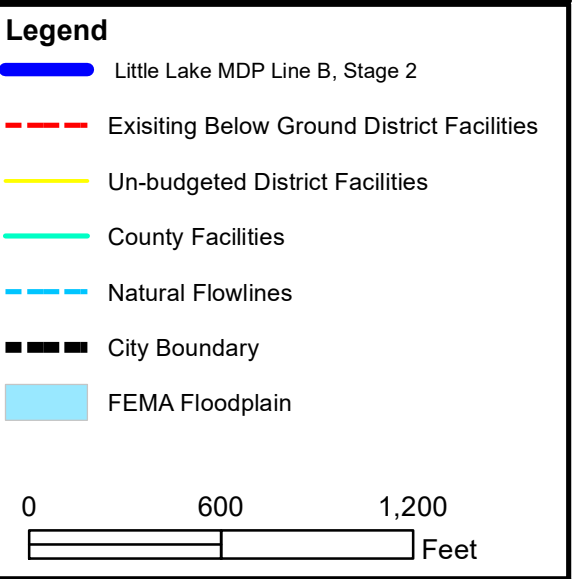 Legend
Little Lake MDP Line B, Stage 2
Exisiting Below Ground District Facilities
Un-budgeted District Facilities
County Facilities
Natural Flowlines
City Boundary
FEMA Floodplain
0 600 1,200
Feet